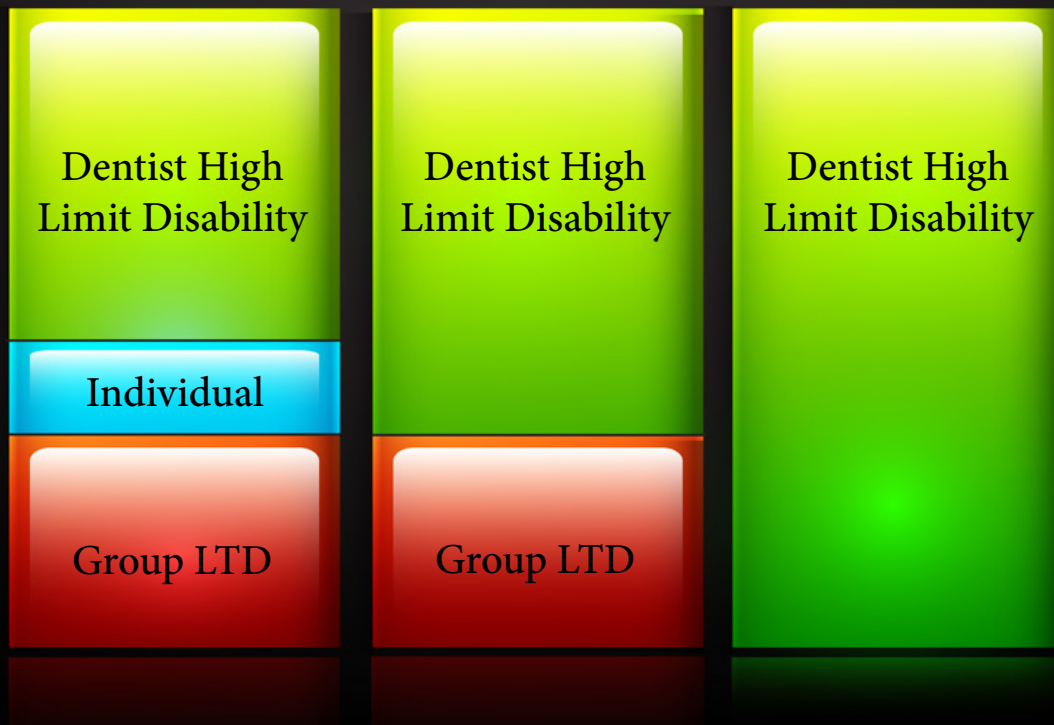 Dentist High
Limit Disability
Individual
Group LTD
Dentist High
Limit Disability
Group LTD
Dentist High
Limit Disability